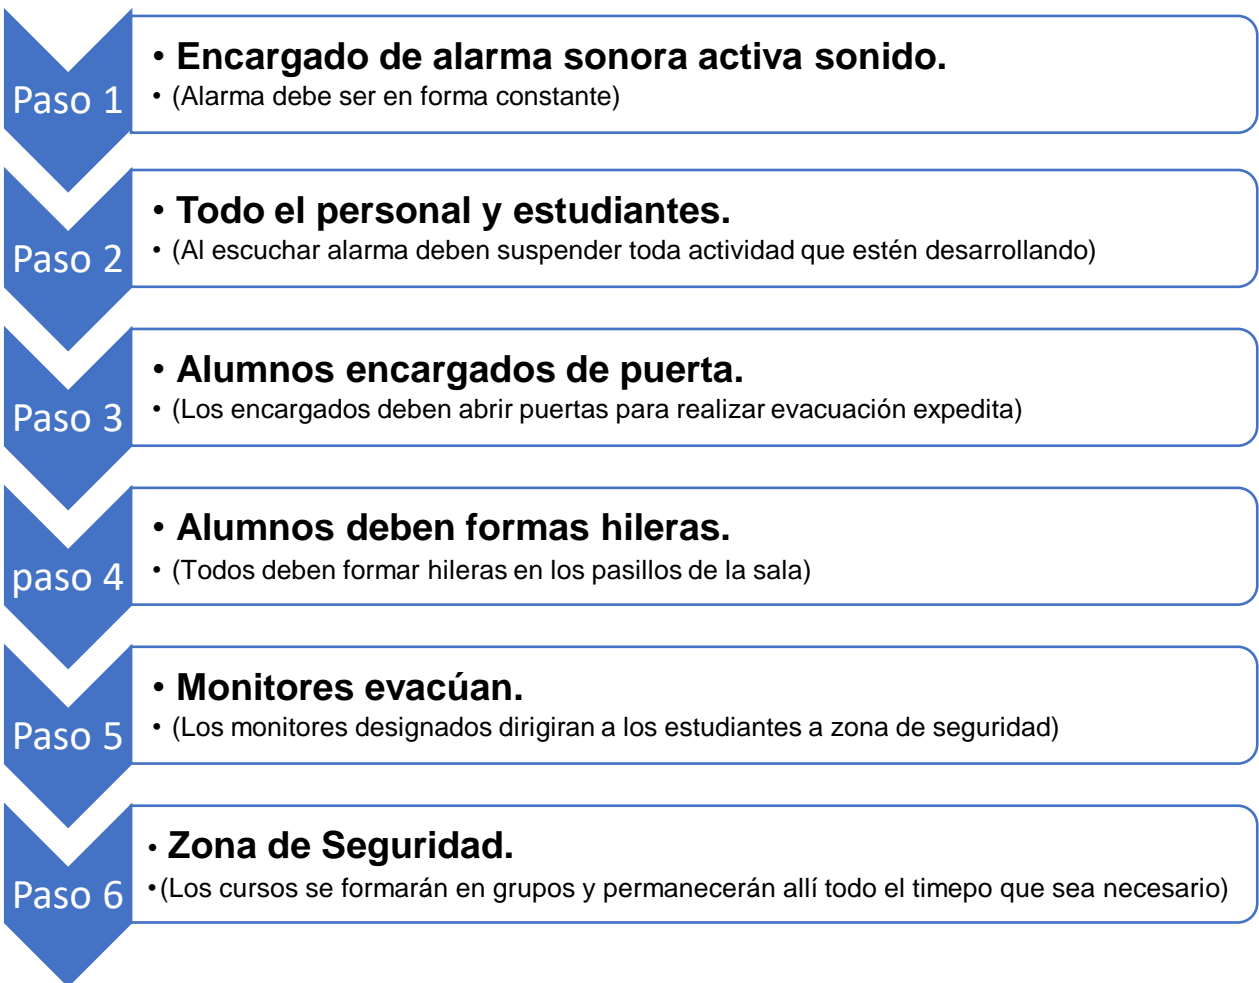 Paso 1
• Encargado de alarma sonora activa sonido.
• (Alarma debe ser en forma constante)
Paso 2
• Todo el personal y estudiantes.
• (Al escuchar alarma deben suspender toda actividad que estén desarrollando)
Paso 3
• Alumnos encargados de puerta.
• (Los encargados deben abrir puertas para realizar evacuación expedita)
paso 4
• Alumnos deben formas hileras.
• (Todos deben formar hileras en los pasillos de la sala)
Paso 5
• Monitores evacúan.
• (Los monitores designados dirigiran a los estudiantes a zona de seguridad)
Paso 6
• Zona de Seguridad.
• (Los cursos se formarán en grupos y permanecerán allí todo el timepo que sea necesario)